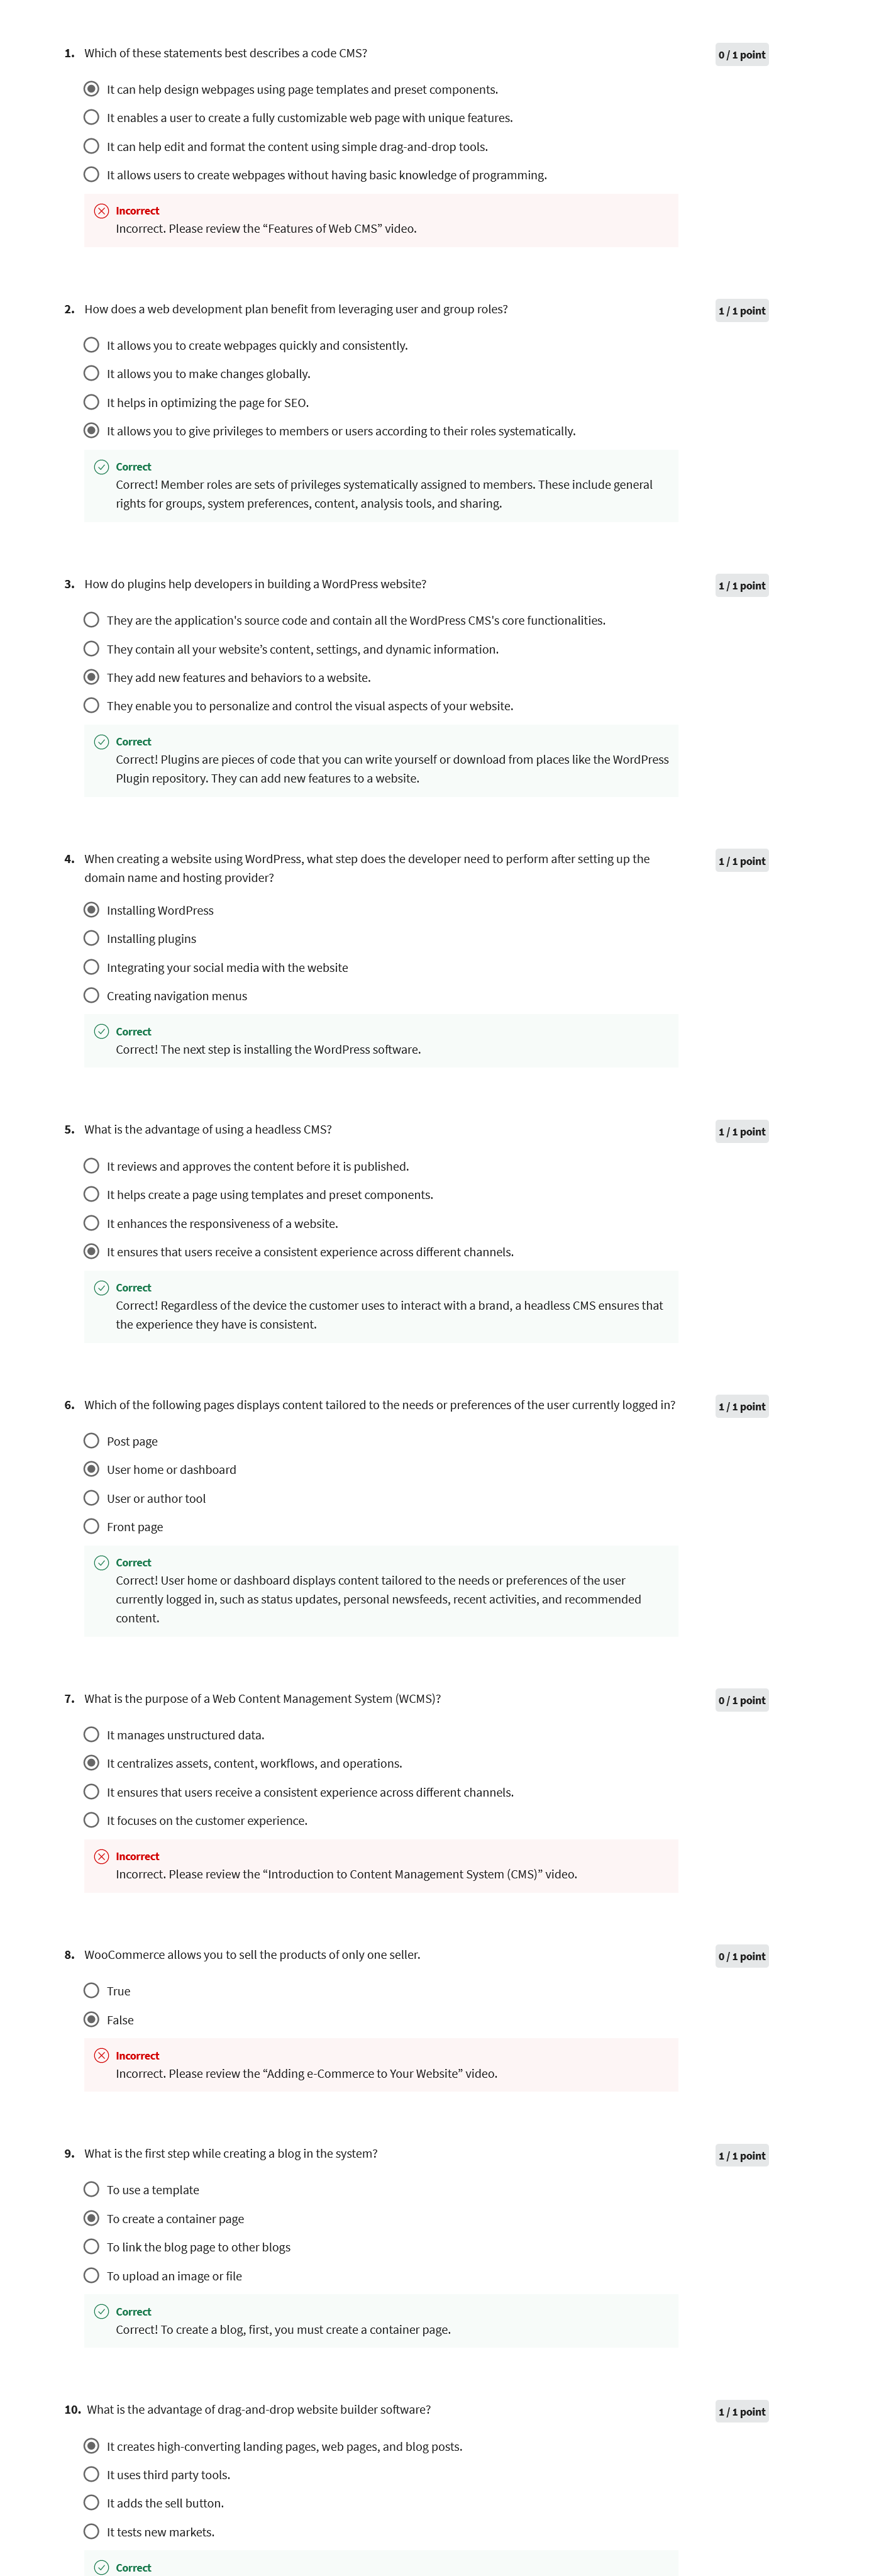 1. Which of these statements best describes a code CMS?
0 / 1 point
It can help design webpages using page templates and preset components.
It enables a user to create a fully customizable web page with unique features.
It can help edit and format the content using simple drag-and-drop tools.
It allows users to create webpages without having basic knowledge of programming.
Incorrect
Incorrect. Please review the “Features of Web CMS” video.
2. How does a web development plan benefit from leveraging user and group roles?
1 / 1 point
It allows you to create webpages quickly and consistently.
It allows you to make changes globally.
It helps in optimizing the page for SEO.
It allows you to give privileges to members or users according to their roles systematically.
Correct
Correct! Member roles are sets of privileges systematically assigned to members. These include general
rights for groups, system preferences, content, analysis tools, and sharing.
3. How do plugins help developers in building a WordPress website?
1 / 1 point
They are the application's source code and contain all the WordPress CMS's core functionalities.
They contain all your website’s content, settings, and dynamic information.
They add new features and behaviors to a website.
They enable you to personalize and control the visual aspects of your website.
Correct
Correct! Plugins are pieces of code that you can write yourself or download from places like the WordPress
Plugin repository. They can add new features to a website.
4. When creating a website using WordPress, what step does the developer need to perform after setting up the
domain name and hosting provider?
1 / 1 point
Installing WordPress
Installing plugins
Integrating your social media with the website
Creating navigation menus
Correct
Correct! The next step is installing the WordPress software.
5. What is the advantage of using a headless CMS?
1 / 1 point
It reviews and approves the content before it is published.
It helps create a page using templates and preset components.
It enhances the responsiveness of a website.
It ensures that users receive a consistent experience across different channels.
Correct
Correct! Regardless of the device the customer uses to interact with a brand, a headless CMS ensures that
the experience they have is consistent.
6. Which of the following pages displays content tailored to the needs or preferences of the user currently logged in?
1 / 1 point
Post page
User home or dashboard
User or author tool
Front page
Correct
Correct! User home or dashboard displays content tailored to the needs or preferences of the user
currently logged in, such as status updates, personal newsfeeds, recent activities, and recommended
content.
7. What is the purpose of a Web Content Management System (WCMS)?
0 / 1 point
It manages unstructured data.
It centralizes assets, content, workflows, and operations.
It ensures that users receive a consistent experience across different channels.
It focuses on the customer experience.
Incorrect
Incorrect. Please review the “Introduction to Content Management System (CMS)” video.
8. WooCommerce allows you to sell the products of only one seller.
0 / 1 point
True
False
Incorrect
Incorrect. Please review the “Adding e-Commerce to Your Website” video.
9. What is the first step while creating a blog in the system?
1 / 1 point
To use a template
To create a container page
To link the blog page to other blogs
To upload an image or file
Correct
Correct! To create a blog, first, you must create a container page.
10. What is the advantage of drag-and-drop website builder software?
1 / 1 point
It creates high-converting landing pages, web pages, and blog posts.
It uses third party tools.
It adds the sell button.
It tests new markets.
Correct